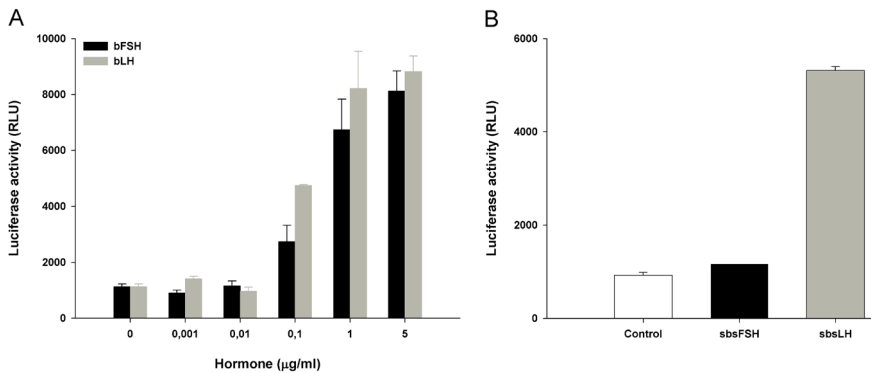 A
bFSH
bLH
Luciferase activity (RLU)
10000
8000
6000
4000
2000
0
0 0,001 0,01 0,1 1 5
Hormone (μg/ml)
B
Luciferase activity (RLU)
6000
4000
2000
0
Control sbsFSH sbsLH